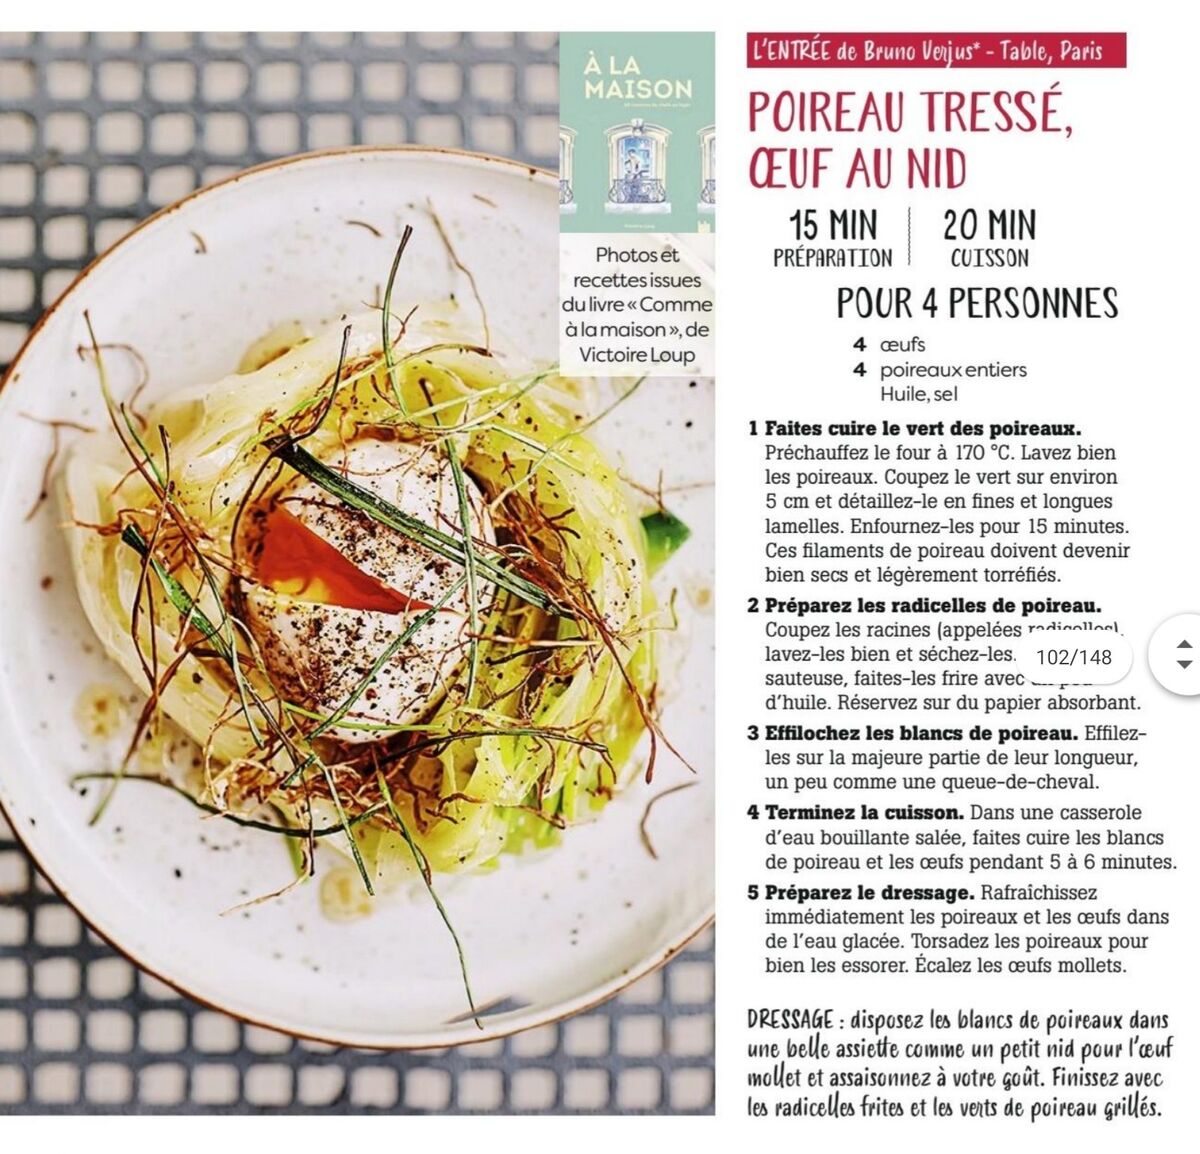 À LA
MAISON
Photos et
recettes issues
du livre « Comme
à la maison », de
Victoire Loup
L'ENTRÉE de Bruno Verjus* - Table, Paris
POIREAU TRESSÉ,
ŒUF AU NID
15 MIN
PRÉPARATION
20 MIN
CUISSON
POUR 4 PERSONNES
4 œufs
4 poireaux entiers
Huile, sel
1 Faites cuire le vert des poireaux.
Préchauffez le four à 170 °C. Lavez bien
les poireaux. Coupez le vert sur environ
5 cm et détaillez-le en fines et longues
lamelles. Enfournez-les pour 15 minutes.
Ces filaments de poireau doivent devenir
bien secs et légèrement torréfiés.
2 Préparez les radicelles de poireau.
Coupez les racines (appelées radicelles),
lavez-les bien et séchez-les.
sauteuse, faites-les frire avec un peu
d'huile. Réservez sur du papier absorbant.
102/148
3 Effilochez les blancs de poireau. Effilez-
les sur la majeure partie de leur longueur,
un peu comme une queue-de-cheval.
4 Terminez la cuisson. Dans une casserole
d'eau bouillante salée, faites cuire les blancs
de poireau et les œufs pendant 5 à 6 minutes.
5 Préparez le dressage. Rafraîchissez
immédiatement les poireaux et les œufs dans
de l'eau glacée. Torsadez les poireaux pour
bien les essorer. Écalez les œufs mollets.
DRESSAGE : disposez les blancs de poireaux dans
une belle assiette comme un petit nid pour l'œuf
mollet et assaisonnez à votre goût. Finissez avec
les radicelles frites et les verts de poireau grillés.